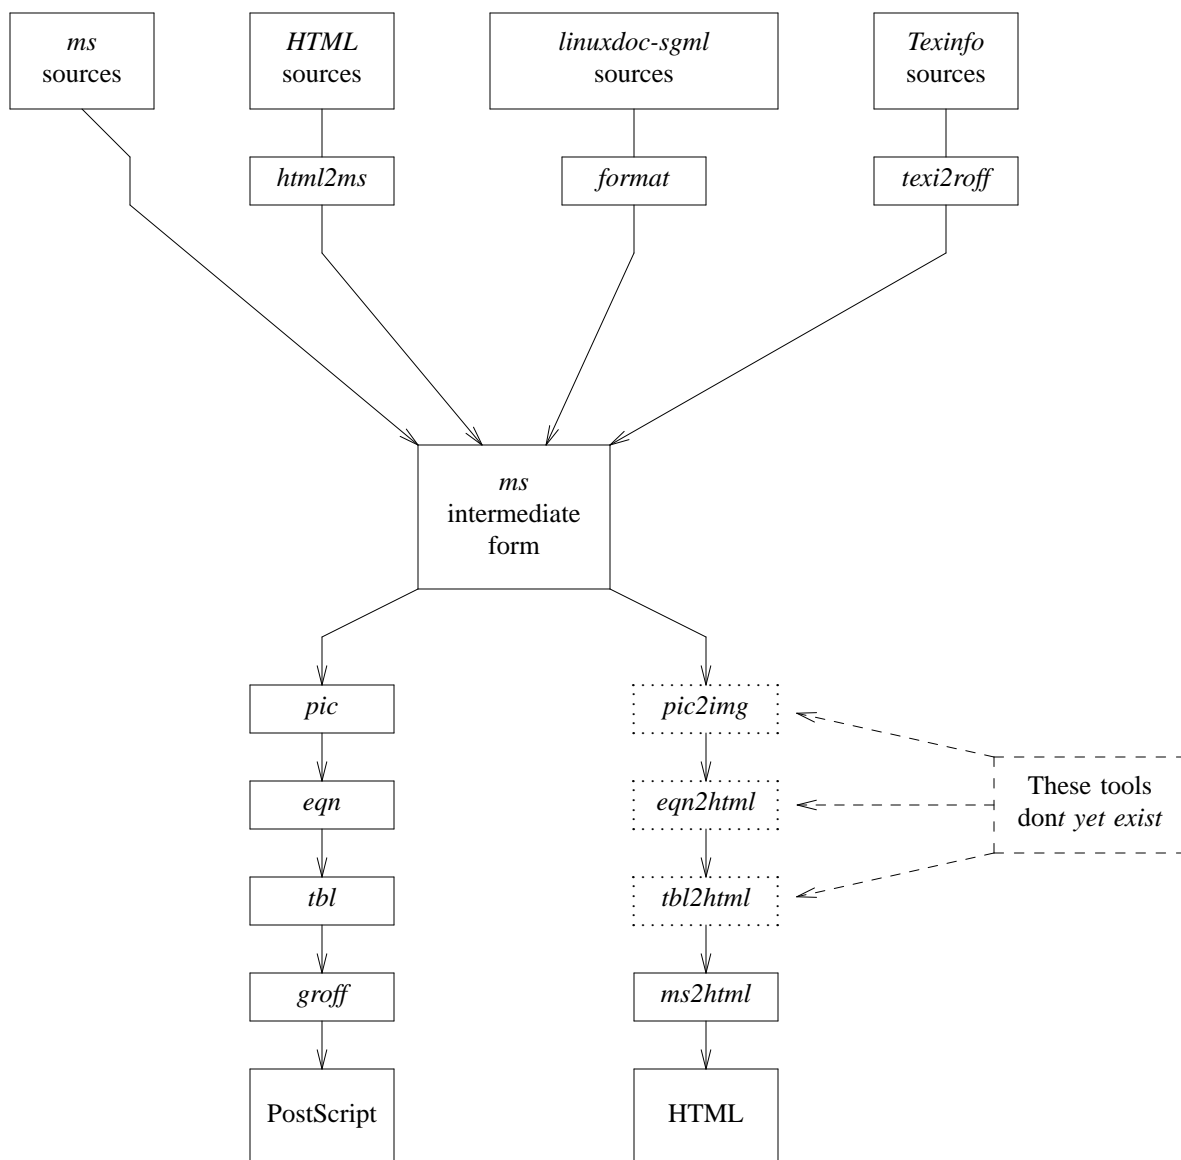 ms
sources
HTML
sources
linuxdoc-sgml
sources
Texinfo
sources
html2ms
format
texi2roff
ms
intermediate
form
pic
pic2img
These tools
dont yet exist
eqn
eqn2html
tbl
tbl2html
groff
ms2html
PostScript
HTML